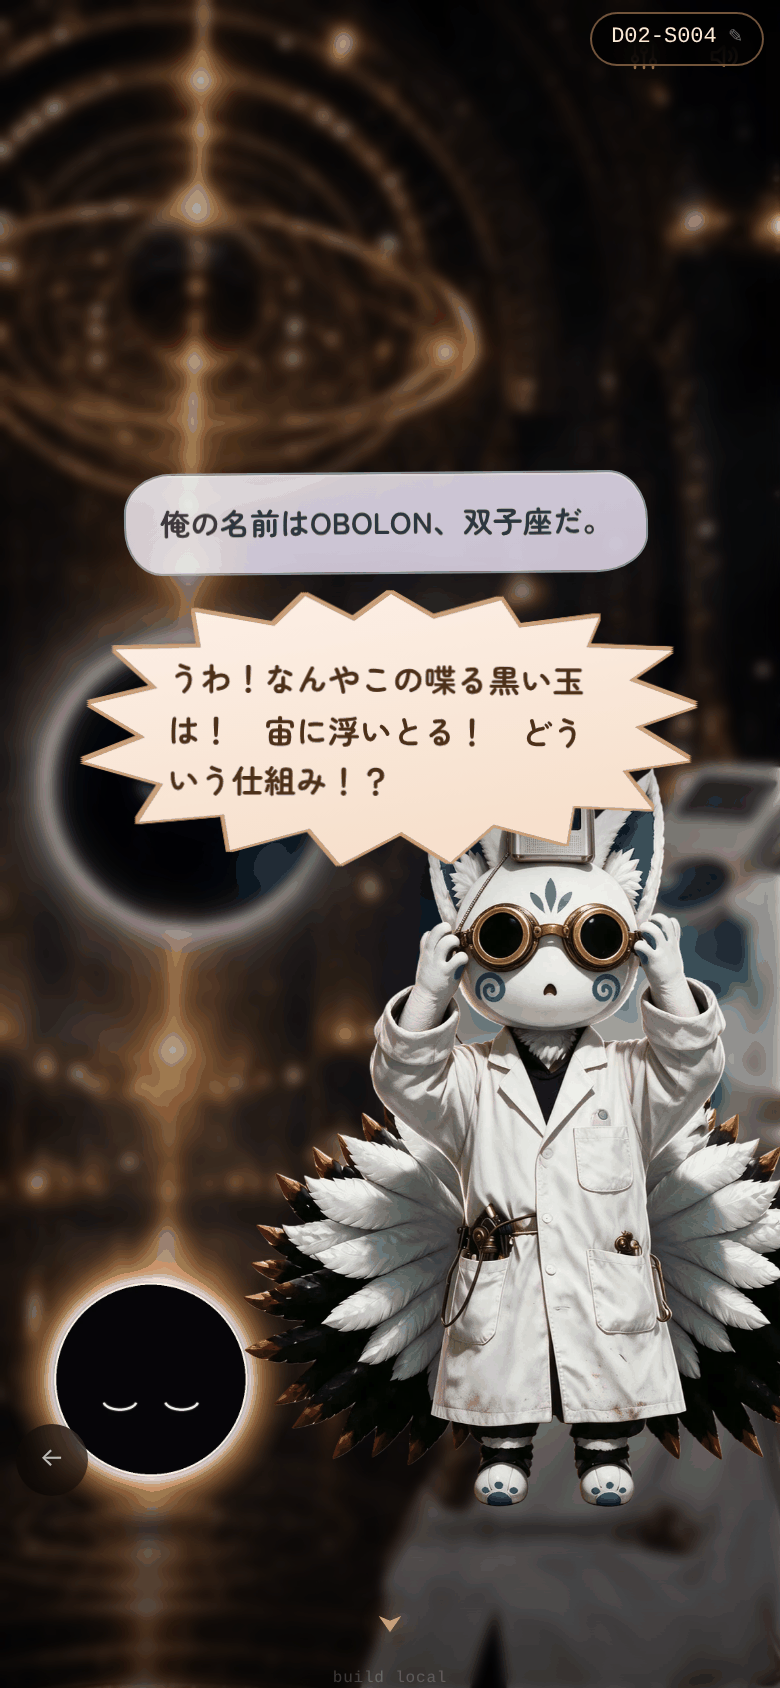 D02-S004 ✎
俺の名前はOBOLON、双子座だ。
うわ！なんやこの喋る黒い玉
は！　宙に浮いとる！　どう
いう仕組み！？
build local